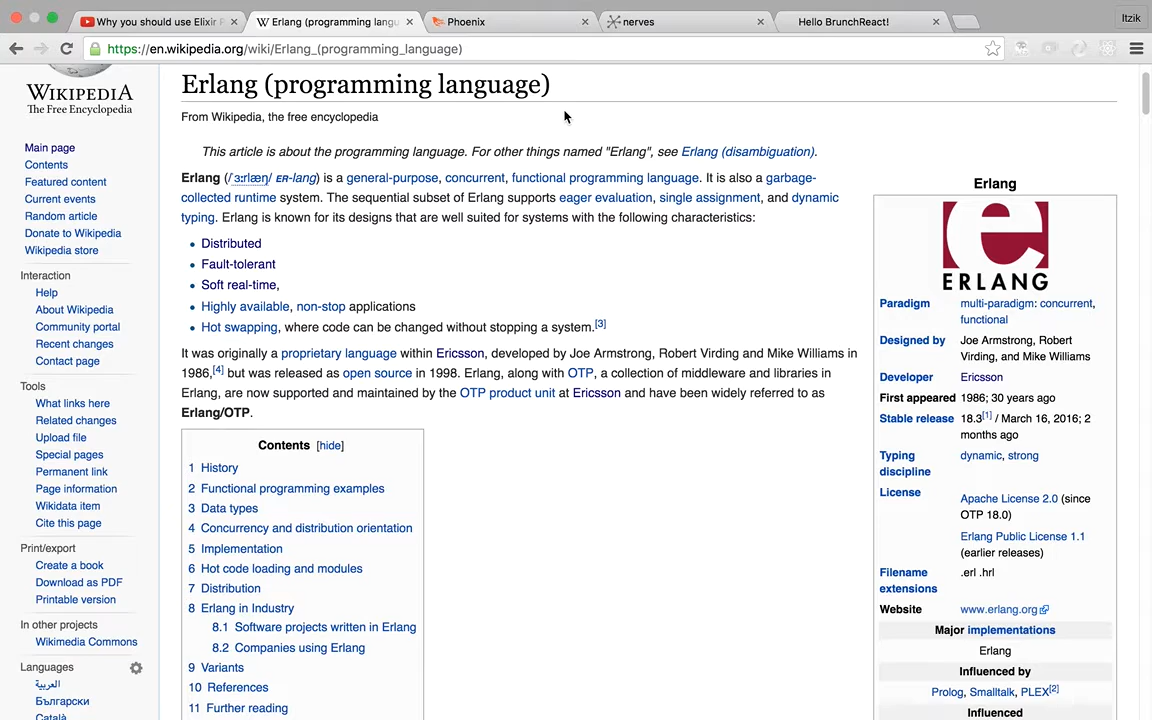 Why you should use Elixir P
Erlang (programming langu
Phoenix
nerves
Hello BrunchReact!
Itzik
https://en.wikipedia.org/wiki/Erlang_(programming_language)
WIKIPEDIA
The Free Encyclopedia
Main page
Contents
Featured content
Current events
Random article
Donate to Wikipedia
Wikipedia store
Interaction
Help
About Wikipedia
Community portal
Recent changes
Contact page
Tools
What links here
Related changes
Upload file
Special pages
Permanent link
Page information
Wikidata item
Cite this page
Print/export
Create a book
Download as PDF
Printable version
In other projects
Wikimedia Commons
Languages
العربية
Български
Català
Erlang (programming language)
From Wikipedia, the free encyclopedia
This article is about the programming language. For other things named "Erlang", see Erlang (disambiguation).
Erlang (/ˈɜːrlæŋ/ ER-lang) is a general-purpose, concurrent, functional programming language. It is also a garbage-
collected runtime system. The sequential subset of Erlang supports eager evaluation, single assignment, and dynamic
typing. Erlang is known for its designs that are well suited for systems with the following characteristics:
• Distributed
• Fault-tolerant
• Soft real-time,
• Highly available, non-stop applications
• Hot swapping, where code can be changed without stopping a system.[3]
It was originally a proprietary language within Ericsson, developed by Joe Armstrong, Robert Virding and Mike Williams in
1986,[4] but was released as open source in 1998. Erlang, along with OTP, a collection of middleware and libraries in
Erlang, are now supported and maintained by the OTP product unit at Ericsson and have been widely referred to as
Erlang/OTP.
Contents [hide]
1 History
2 Functional programming examples
3 Data types
4 Concurrency and distribution orientation
5 Implementation
6 Hot code loading and modules
7 Distribution
8 Erlang in Industry
8.1 Software projects written in Erlang
8.2 Companies using Erlang
9 Variants
10 References
11 Further reading
Erlang
ERLANG
Paradigm multi-paradigm: concurrent,
functional
Designed by Joe Armstrong, Robert
Virding, and Mike Williams
Developer Ericsson
First appeared 1986; 30 years ago
Stable release 18.3[1] / March 16, 2016; 2
months ago
Typing dynamic, strong
discipline
License Apache License 2.0 (since
OTP 18.0)
Erlang Public License 1.1
(earlier releases)
Filename .erl .hrl
extensions
Website www.erlang.org
Major implementations
Erlang
Influenced by
Prolog, Smalltalk, PLEX[2]
Influenced